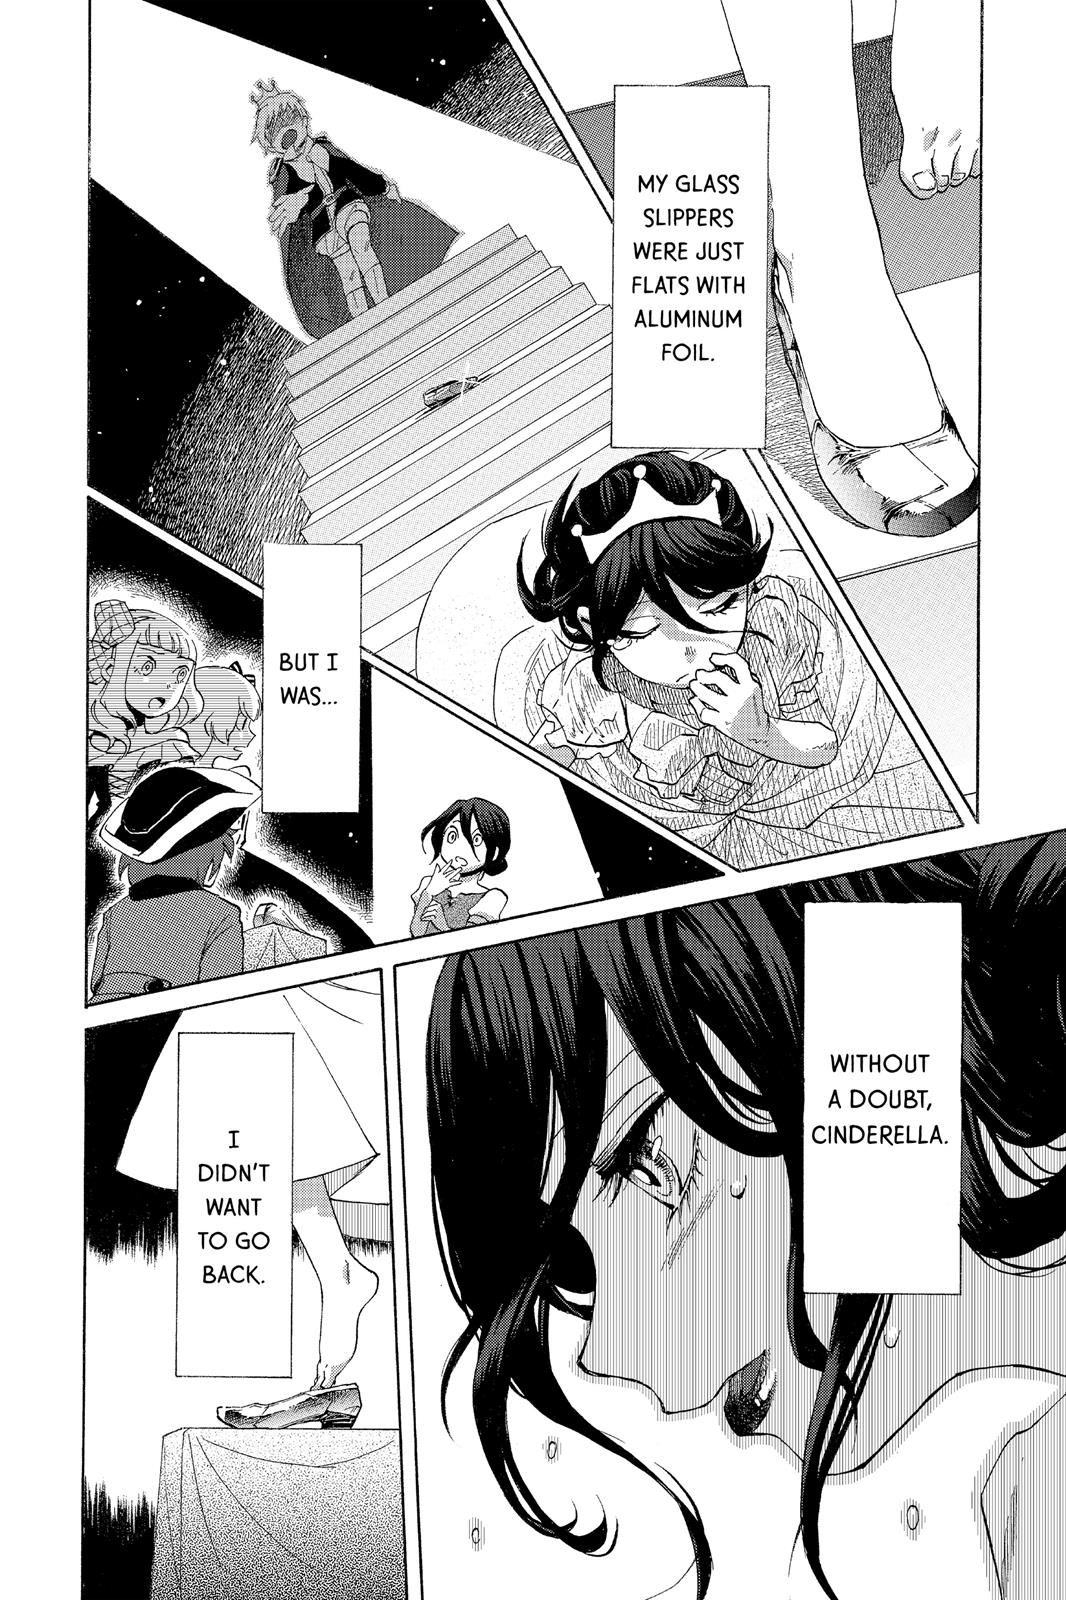 MY GLASS
SLIPPERS
WERE JUST
FLATS WITH
ALUMINUM
FOIL.
BUT I
WAS...
WITHOUT
A DOUBT,
CINDERELLA.
I
DIDN'T
WANT
TO GO
BACK.